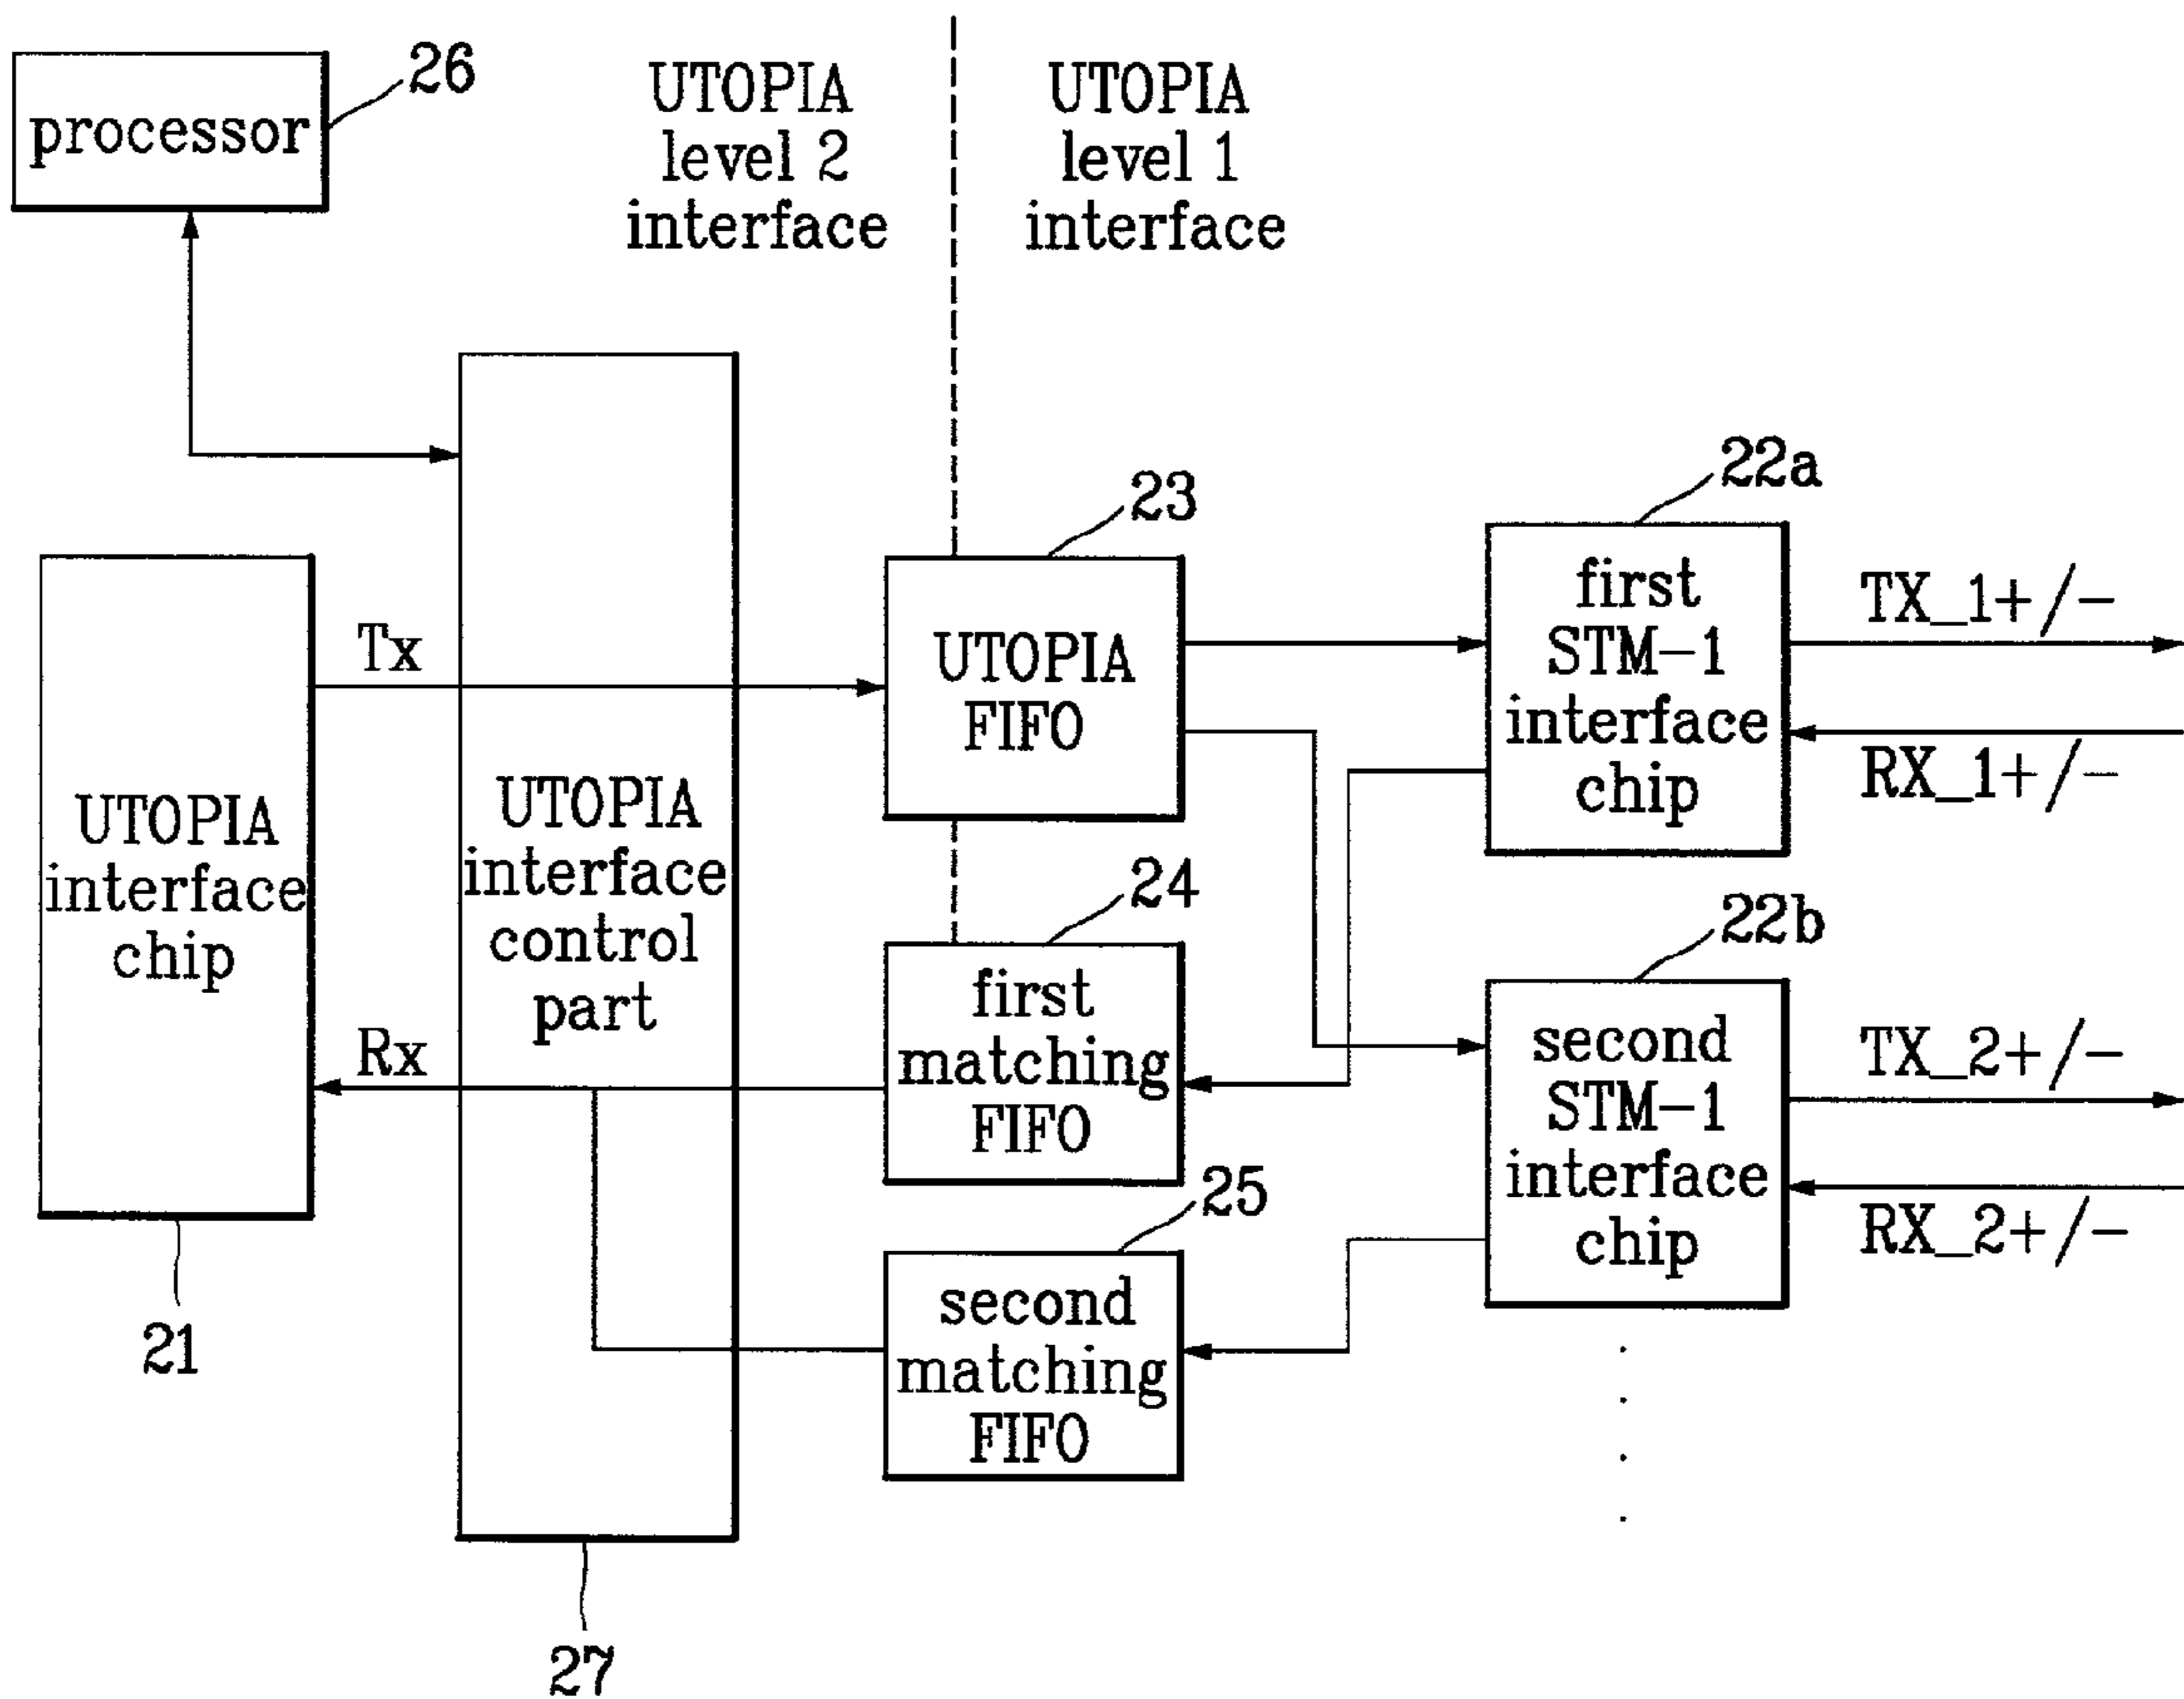 processor
26
UTOPIA
level 2
interface
UTOPIA
level 1
interface
23
22a
UTOPIA
interface
chip
21
Tx
Rx
UTOPIA
interface
control
part
27
UTOPIA
FIFO
24
first
matching
FIFO
25
second
matching
FIFO
first
STM-1
interface
chip
TX_1+/-
RX_1+/-
22b
second
STM-1
interface
chip
TX_2+/-
RX_2+/-